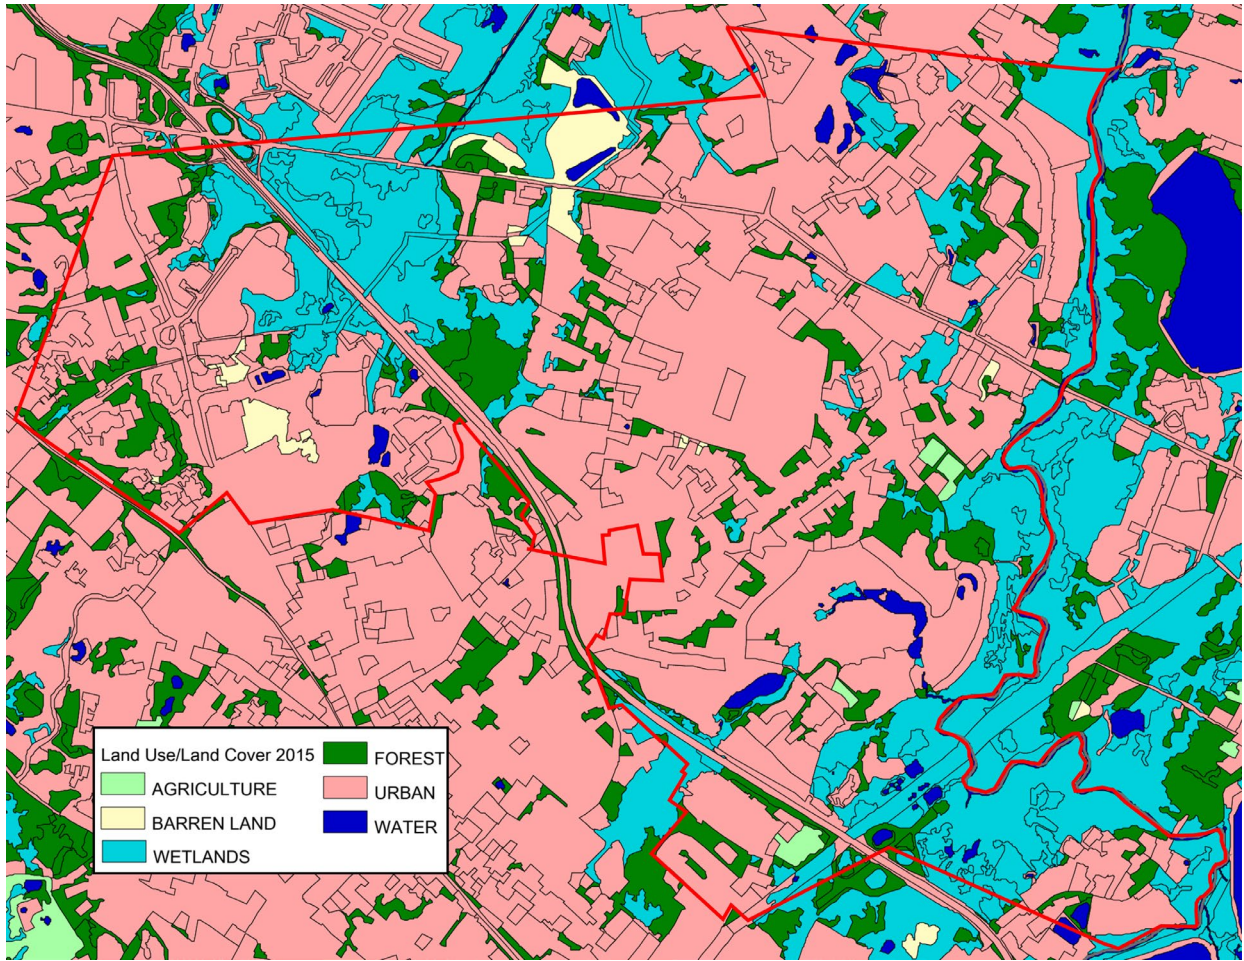 Land Use/Land Cover 2015
AGRICULTURE
BARREN LAND
WETLANDS
FOREST
URBAN
WATER